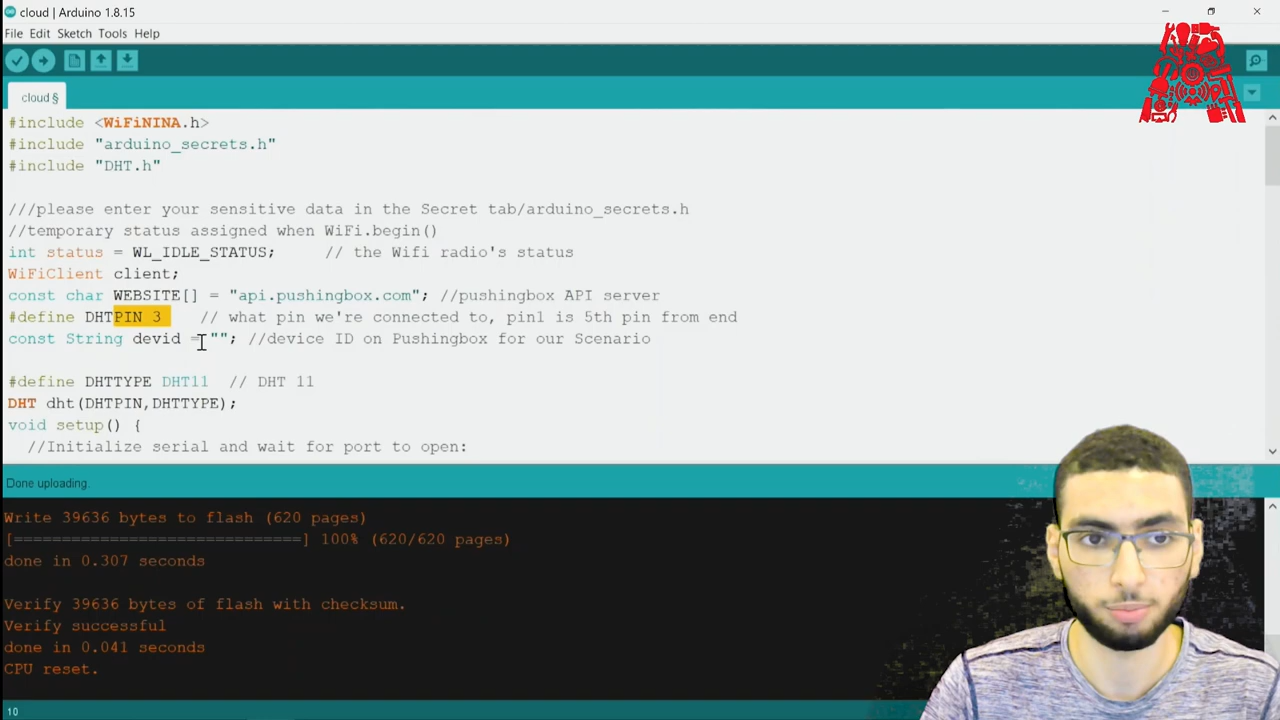 cloud | Arduino 1.8.15
File Edit Sketch Tools Help
cloud §
#include <WiFiNINA.h>
#include "arduino_secrets.h"
#include "DHT.h"
///please enter your sensitive data in the Secret tab/arduino_secrets.h
//temporary status assigned when WiFi.begin()
int status = WL_IDLE_STATUS; // the Wifi radio's status
WiFiClient client;
const char WEBSITE[] = "api.pushingbox.com"; //pushingbox API server
#define DHTPIN 3 // what pin we're connected to, pin1 is 5th pin from end
const String devid = ""; //device ID on Pushingbox for our Scenario
#define DHTTYPE DHT11 // DHT 11
DHT dht(DHTPIN,DHTTYPE);
void setup() {
//Initialize serial and wait for port to open:
Done uploading.
Write 39636 bytes to flash (620 pages)
[==============================] 100% (620/620 pages)
done in 0.307 seconds
Verify 39636 bytes of flash with checksum.
Verify successful
done in 0.041 seconds
CPU reset.
10